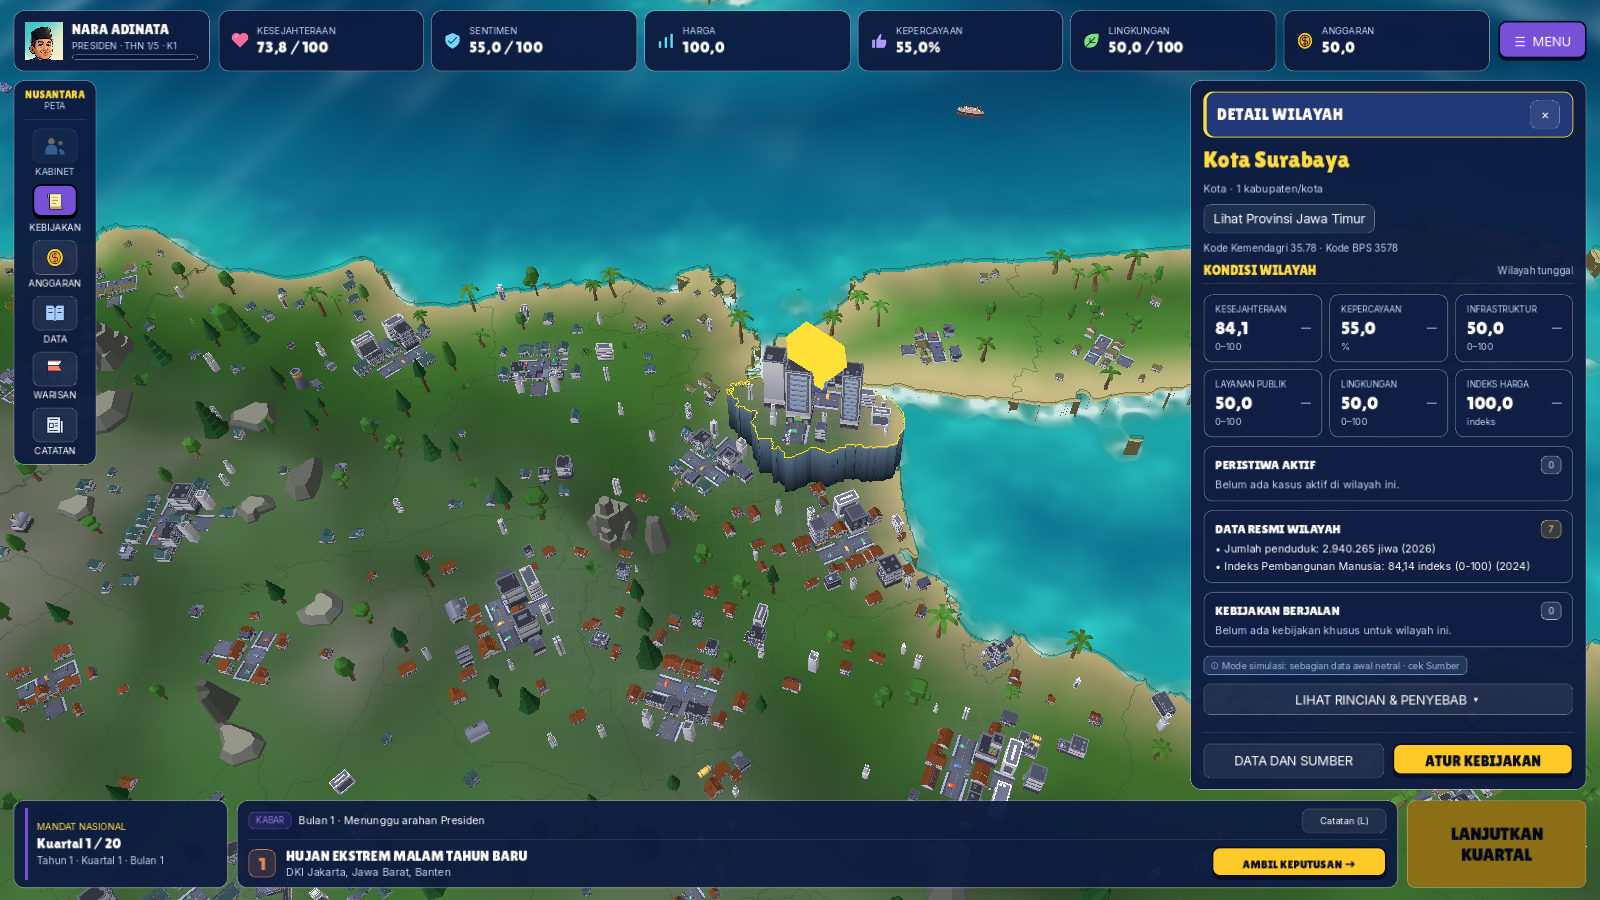 NARA ADINATA
PRESIDEN · THN 1/5 · K1
KESEJAHTERAAN
73,8 / 100
SENTIMEN
55,0 / 100
HARGA
100,0
KEPERCAYAAN
55,0%
LINGKUNGAN
50,0 / 100
ANGGARAN
50,0
☰ MENU
NUSANTARA
PETA
KABINET
KEBIJAKAN
ANGGARAN
DATA
WARISAN
CATATAN
DETAIL WILAYAH
×
Kota Surabaya
Kota · 1 kabupaten/kota
Lihat Provinsi Jawa Timur
Kode Kemendagri 35.78 · Kode BPS 3578
KONDISI WILAYAH
Wilayah tunggal
KESEJAHTERAAN
84,1 —
0–100
KEPERCAYAAN
55,0 —
%
INFRASTRUKTUR
50,0 —
0–100
LAYANAN PUBLIK
50,0 —
0–100
LINGKUNGAN
50,0 —
0–100
INDEKS HARGA
100,0 —
indeks
PERISTIWA AKTIF 0
Belum ada kasus aktif di wilayah ini.
DATA RESMI WILAYAH 7
• Jumlah penduduk: 2.940.265 jiwa (2026)
• Indeks Pembangunan Manusia: 84,14 indeks (0-100) (2024)
KEBIJAKAN BERJALAN 0
Belum ada kebijakan khusus untuk wilayah ini.
ⓘ Mode simulasi: sebagian data awal netral · cek Sumber
LIHAT RINCIAN & PENYEBAB ▾
DATA DAN SUMBER
ATUR KEBIJAKAN
MANDAT NASIONAL
Kuartal 1 / 20
Tahun 1 · Kuartal 1 · Bulan 1
KABAR Bulan 1 · Menunggu arahan Presiden
Catatan (L)
1
HUJAN EKSTREM MALAM TAHUN BARU
DKI Jakarta, Jawa Barat, Banten
AMBIL KEPUTUSAN →
LANJUTKAN
KUARTAL